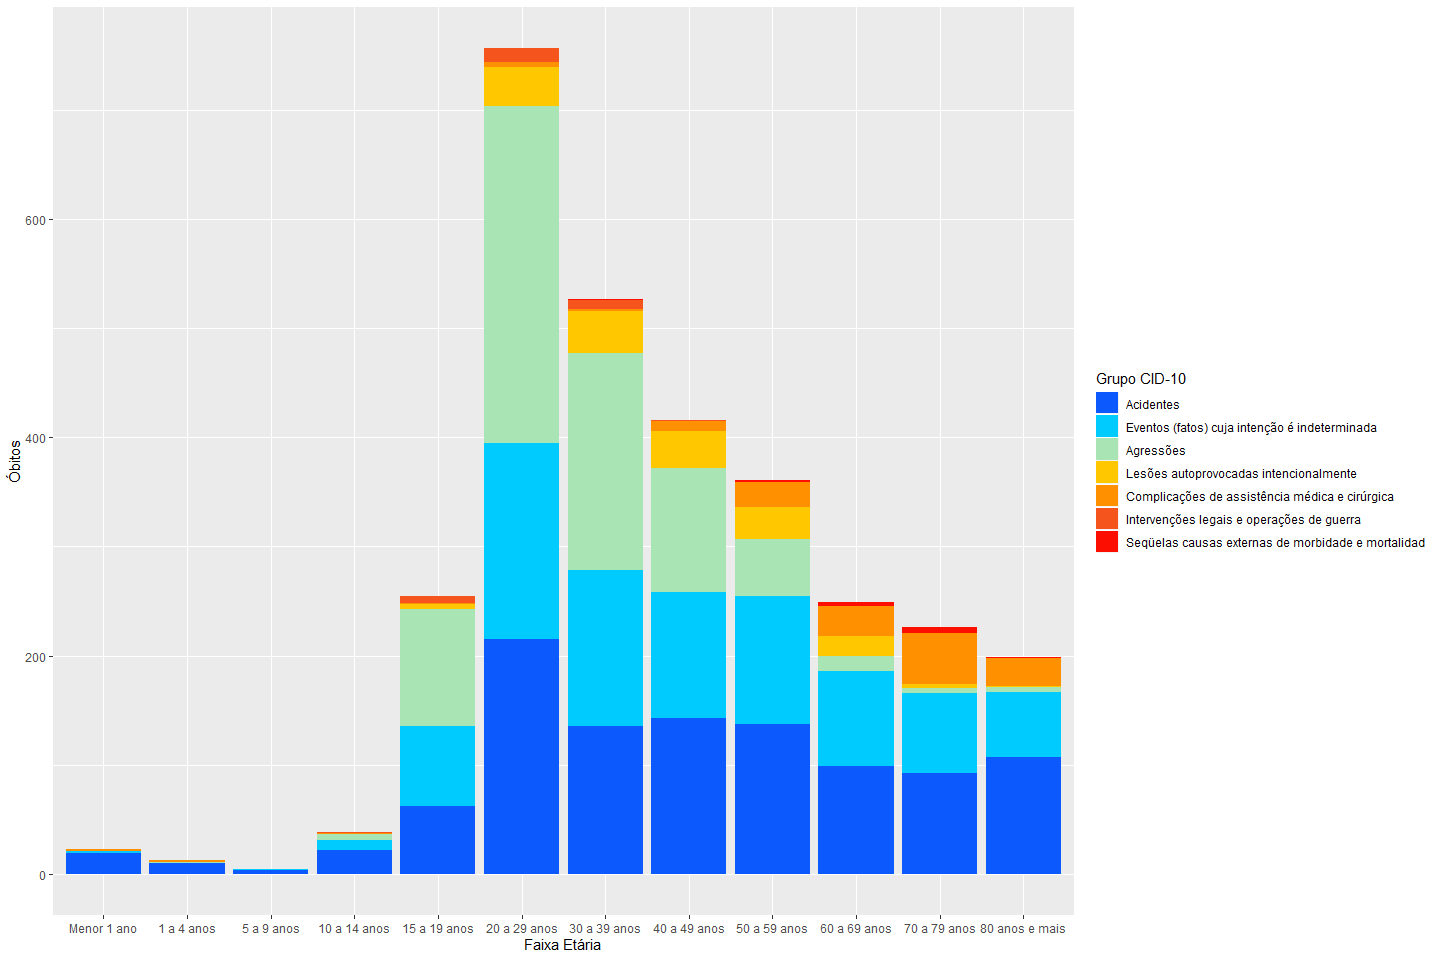 Óbitos
600
400
200
0
Menor 1 ano
1 a 4 anos
5 a 9 anos
10 a 14 anos
15 a 19 anos
20 a 29 anos
30 a 39 anos
40 a 49 anos
50 a 59 anos
60 a 69 anos
70 a 79 anos
80 anos e mais
Faixa Etária
Grupo CID-10
Acidentes
Eventos (fatos) cuja intenção é indeterminada
Agressões
Lesões autoprovocadas intencionalmente
Complicações de assistência médica e cirúrgica
Intervenções legais e operações de guerra
Seqüelas causas externas de morbidade e mortalidad